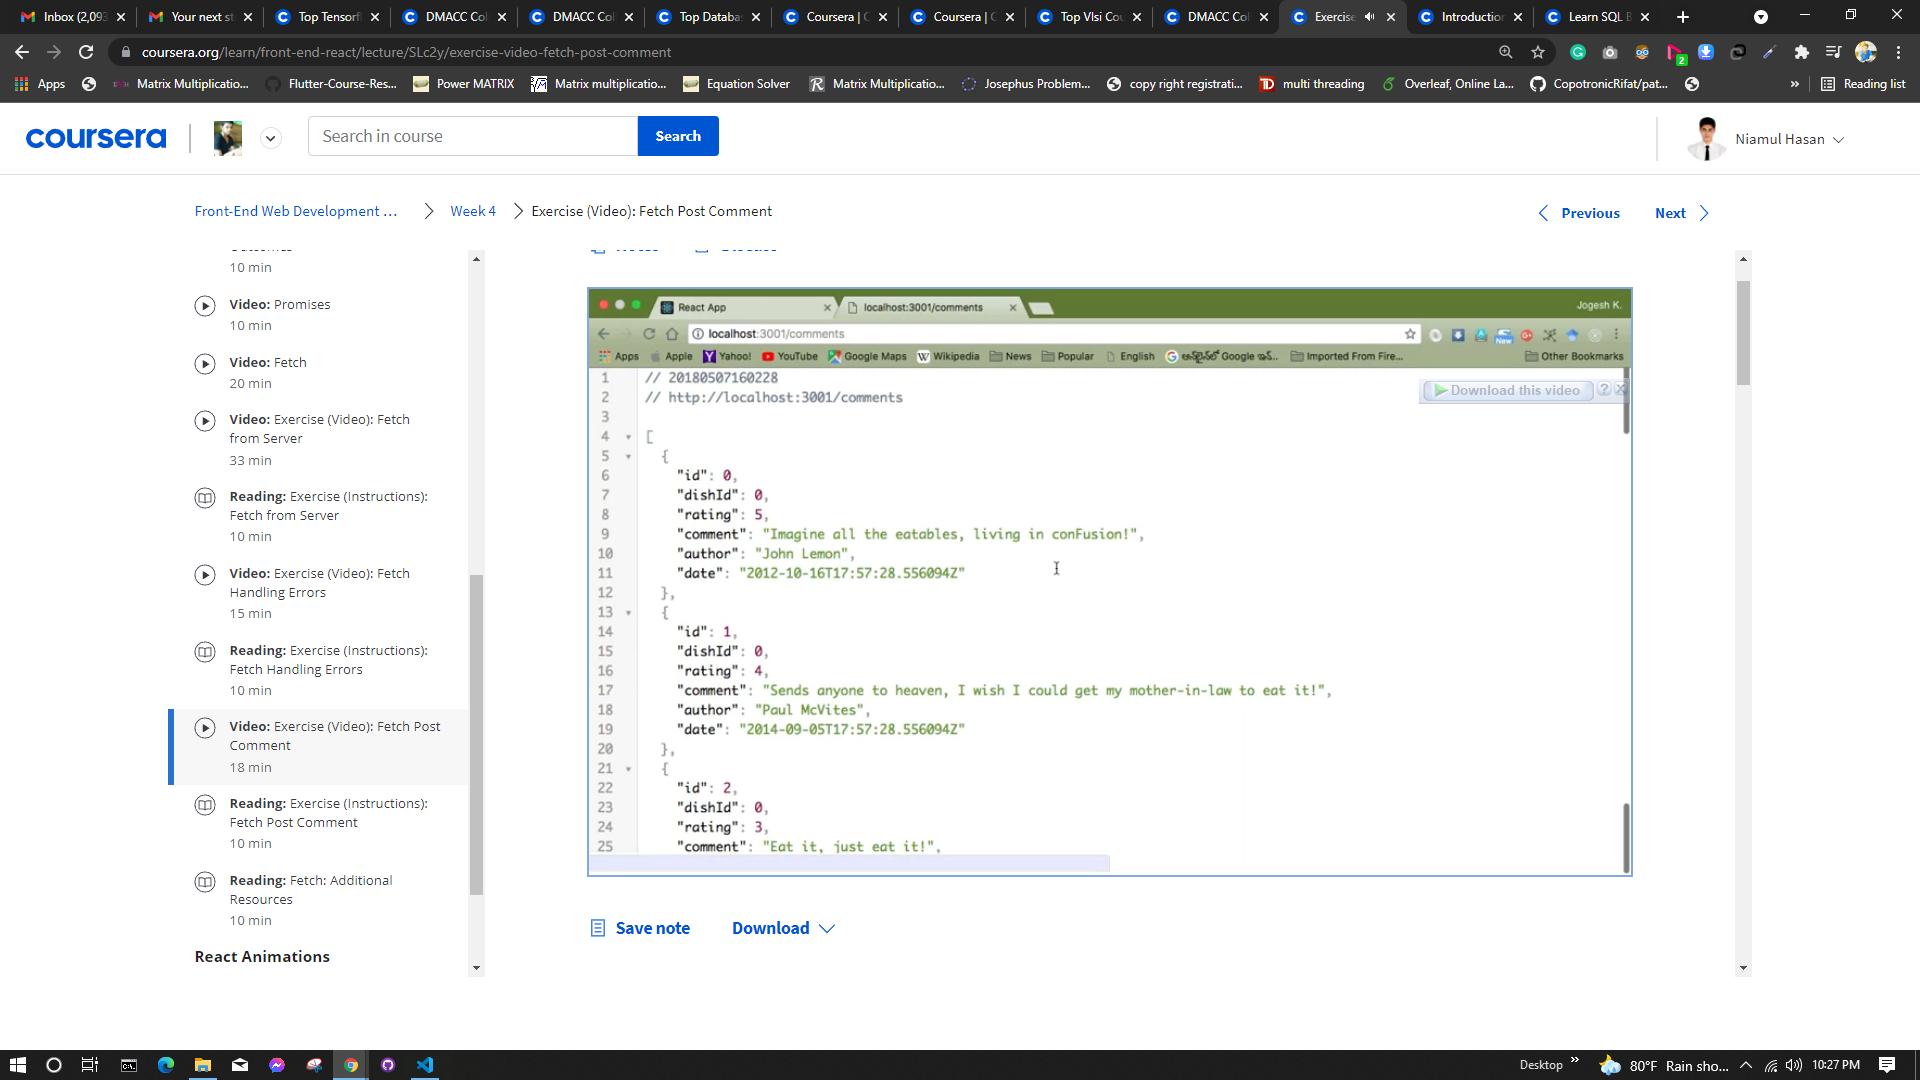 Inbox (2,093
Your next st
Top Tensorfl
DMACC Col
DMACC Col
Top Databa
Coursera | C
Coursera | C
Top Vlsi Cou
DMACC Col
Exercise
Introduction
Learn SQL B
coursera.org/learn/front-end-react/lecture/SLc2y/exercise-video-fetch-post-comment
2
Apps
Matrix Multiplicatio...
Flutter-Course-Res...
Power MATRIX
Matrix multiplicatio...
Equation Solver
Matrix Multiplicatio...
Josephus Problem...
copy right registrati...
multi threading
Overleaf, Online La...
CopotronicRifat/pat...
»
Reading list
coursera
Search in course
Search
Niamul Hasan
Front-End Web Development ...
Week 4
Exercise (Video): Fetch Post Comment
Previous
Next
Outcomes
10 min
Notes
Discuss
Video: Promises
10 min
Video: Fetch
20 min
Video: Exercise (Video): Fetch
from Server
33 min
Reading: Exercise (Instructions):
Fetch from Server
10 min
Video: Exercise (Video): Fetch
Handling Errors
15 min
Reading: Exercise (Instructions):
Fetch Handling Errors
10 min
Video: Exercise (Video): Fetch Post
Comment
18 min
Reading: Exercise (Instructions):
Fetch Post Comment
10 min
Reading: Fetch: Additional
Resources
10 min
React Animations
React App
localhost:3001/comments
Jogesh K.
localhost:3001/comments
New
Apps
Apple
Yahoo!
YouTube
Google Maps
Wikipedia
News
Popular
English
Google
Imported From Fire...
Other Bookmarks
Download this video
1 // 20180507160228
2 // http://localhost:3001/comments
3
4 [
5 {
6 "id": 0,
7 "dishId": 0,
8 "rating": 5,
9 "comment": "Imagine all the eatables, living in conFusion!",
10 "author": "John Lemon",
11 "date": "2012-10-16T17:57:28.556094Z"
12 },
13 {
14 "id": 1,
15 "dishId": 0,
16 "rating": 4,
17 "comment": "Sends anyone to heaven, I wish I could get my mother-in-law to eat it!",
18 "author": "Paul McVites",
19 "date": "2014-09-05T17:57:28.556094Z"
20 },
21 {
22 "id": 2,
23 "dishId": 0,
24 "rating": 3,
25 "comment": "Eat it, just eat it!",
Save note
Download
Desktop
»
80°F Rain sho...
10:27 PM